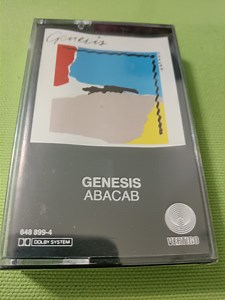 Genesis
GENESIS
ABACAB
848 899-4
DOLBY SYSTEM
VERTIGO